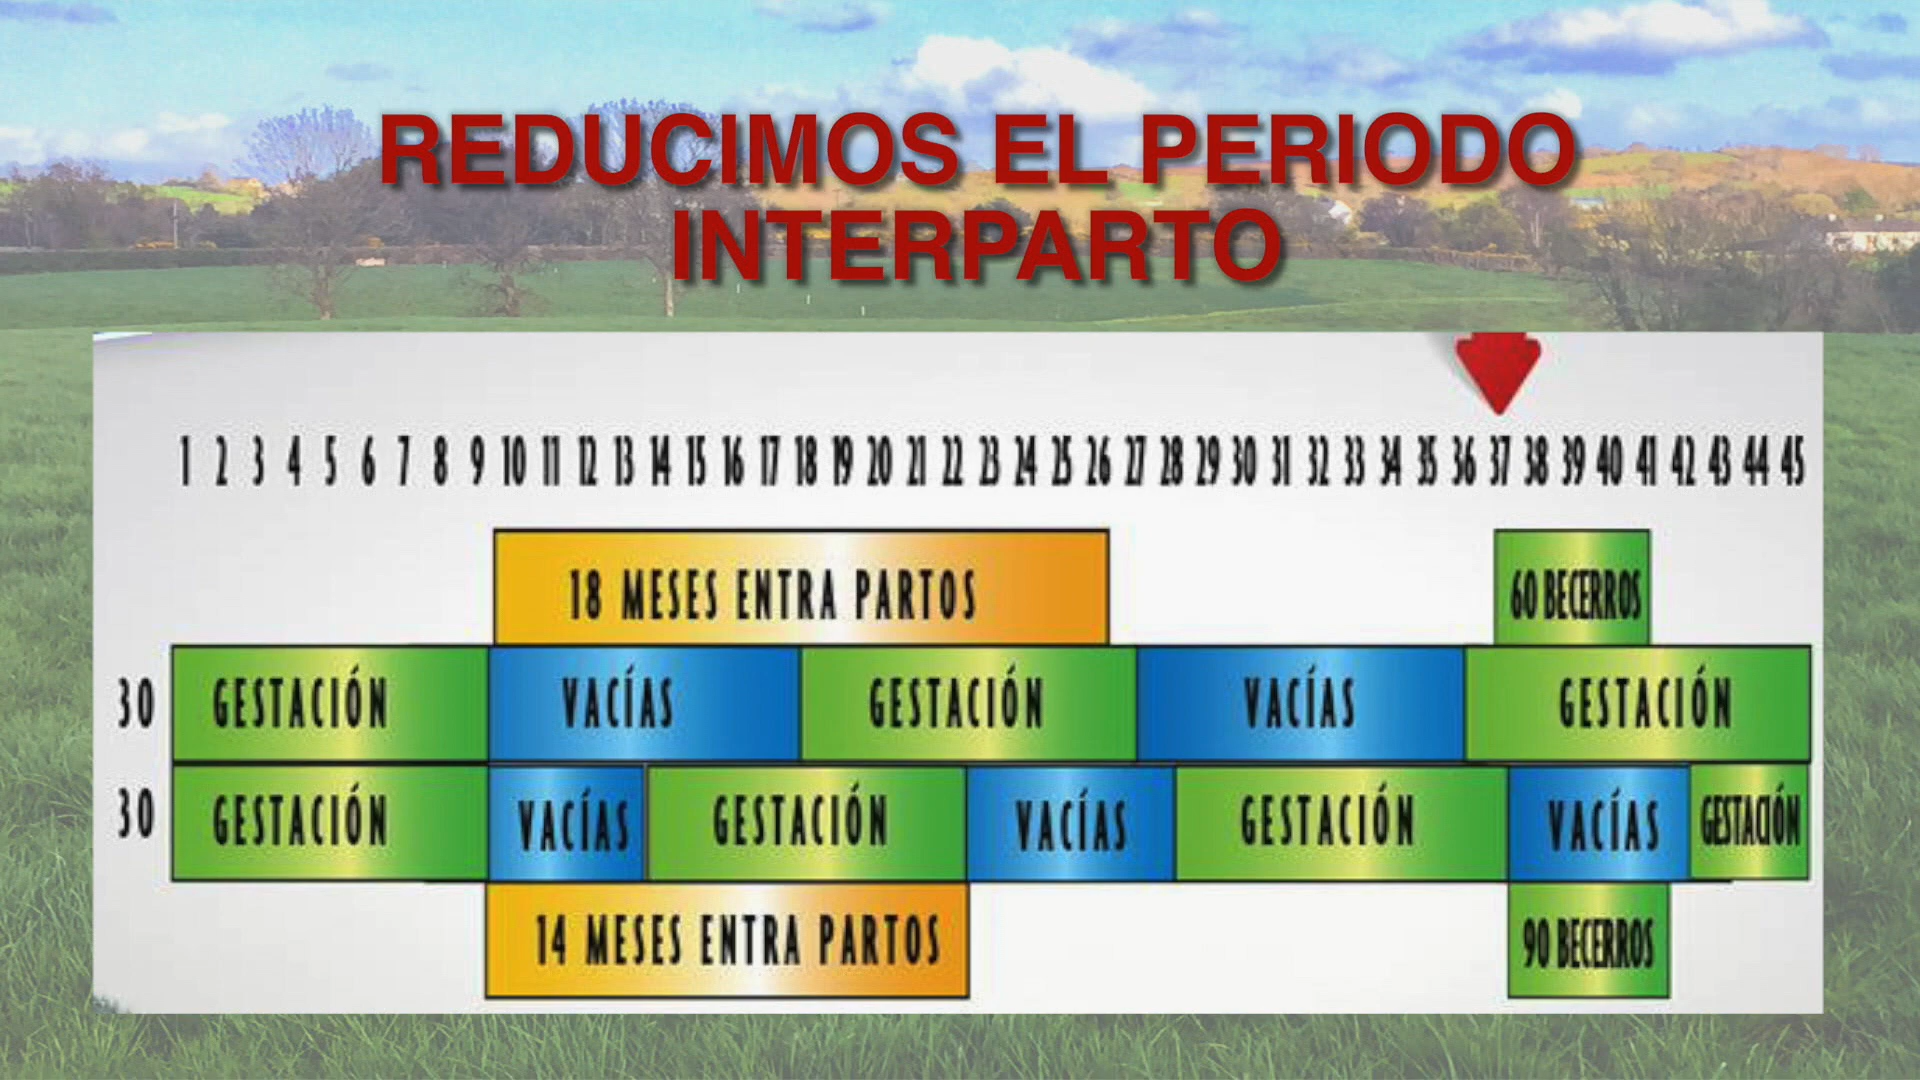 REDUCIMOS EL PERIODO
INTERPARTO
1 2 3 4 5 6 7 8 9 10 11 12 13 14 15 16 17 18 19 20 21 22 23 24 25 26 27 28 29 30 31 32 33 34 35 36 37 38 39 40 41 42 43 44 45
18 MESES ENTRA PARTOS 60 BECERROS
30 GESTACIÓN VACÍAS GESTACIÓN VACÍAS GESTACIÓN
30 GESTACIÓN VACÍAS GESTACIÓN VACÍAS GESTACIÓN VACÍAS GESTACIÓN
14 MESES ENTRA PARTOS 90 BECERROS